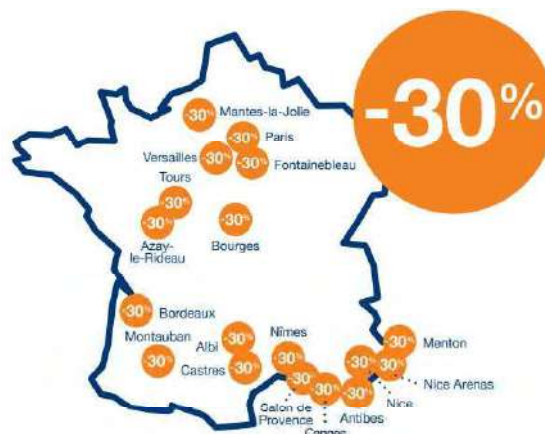 -30%
-30%
Mantes-la-Jolie
-30%
Paris
Versailles
-30%
-30%
Fontainebleau
Tours
-30%
-30%
Azay-
le-Rideau
-30%
Bourges
-30%
Bordeaux
Montauban
-30%
Albi
-30%
Castres
-30%
Nîmes
-30%
-30%
Salon de
Provence
-30%
Cannes
-30%
Antibes
-30%
Nice
-30%
Nice Arenas
-30%
Menton